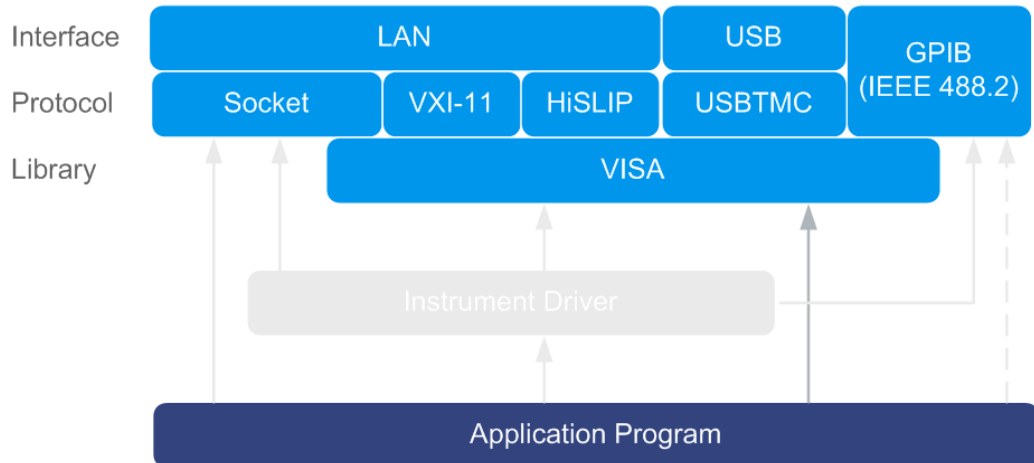 Interface
LAN
USB
GPIB
(IEEE 488.2)
Protocol
Socket
VXI-11
HiSLIP
USBTMC
Library
VISA
Instrument Driver
Application Program